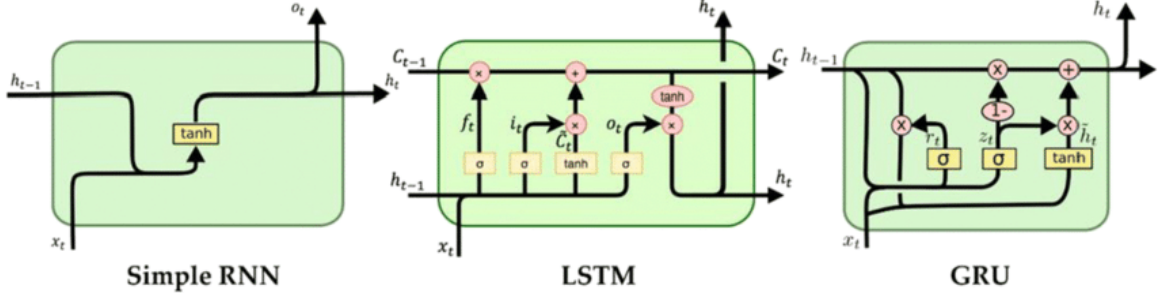 o_t
h_{t-1}
h_t
tanh
x_t
Simple RNN
h_t
C_{t-1}
C_t
×
+
tanh
f_t
i_t
×
C̃_t
o_t
×
σ
σ
tanh
σ
h_{t-1}
h_t
x_t
LSTM
h_t
h_{t-1}
X
+
1-
X
r_t
z_t
X
h̃_t
σ
σ
tanh
x_t
GRU